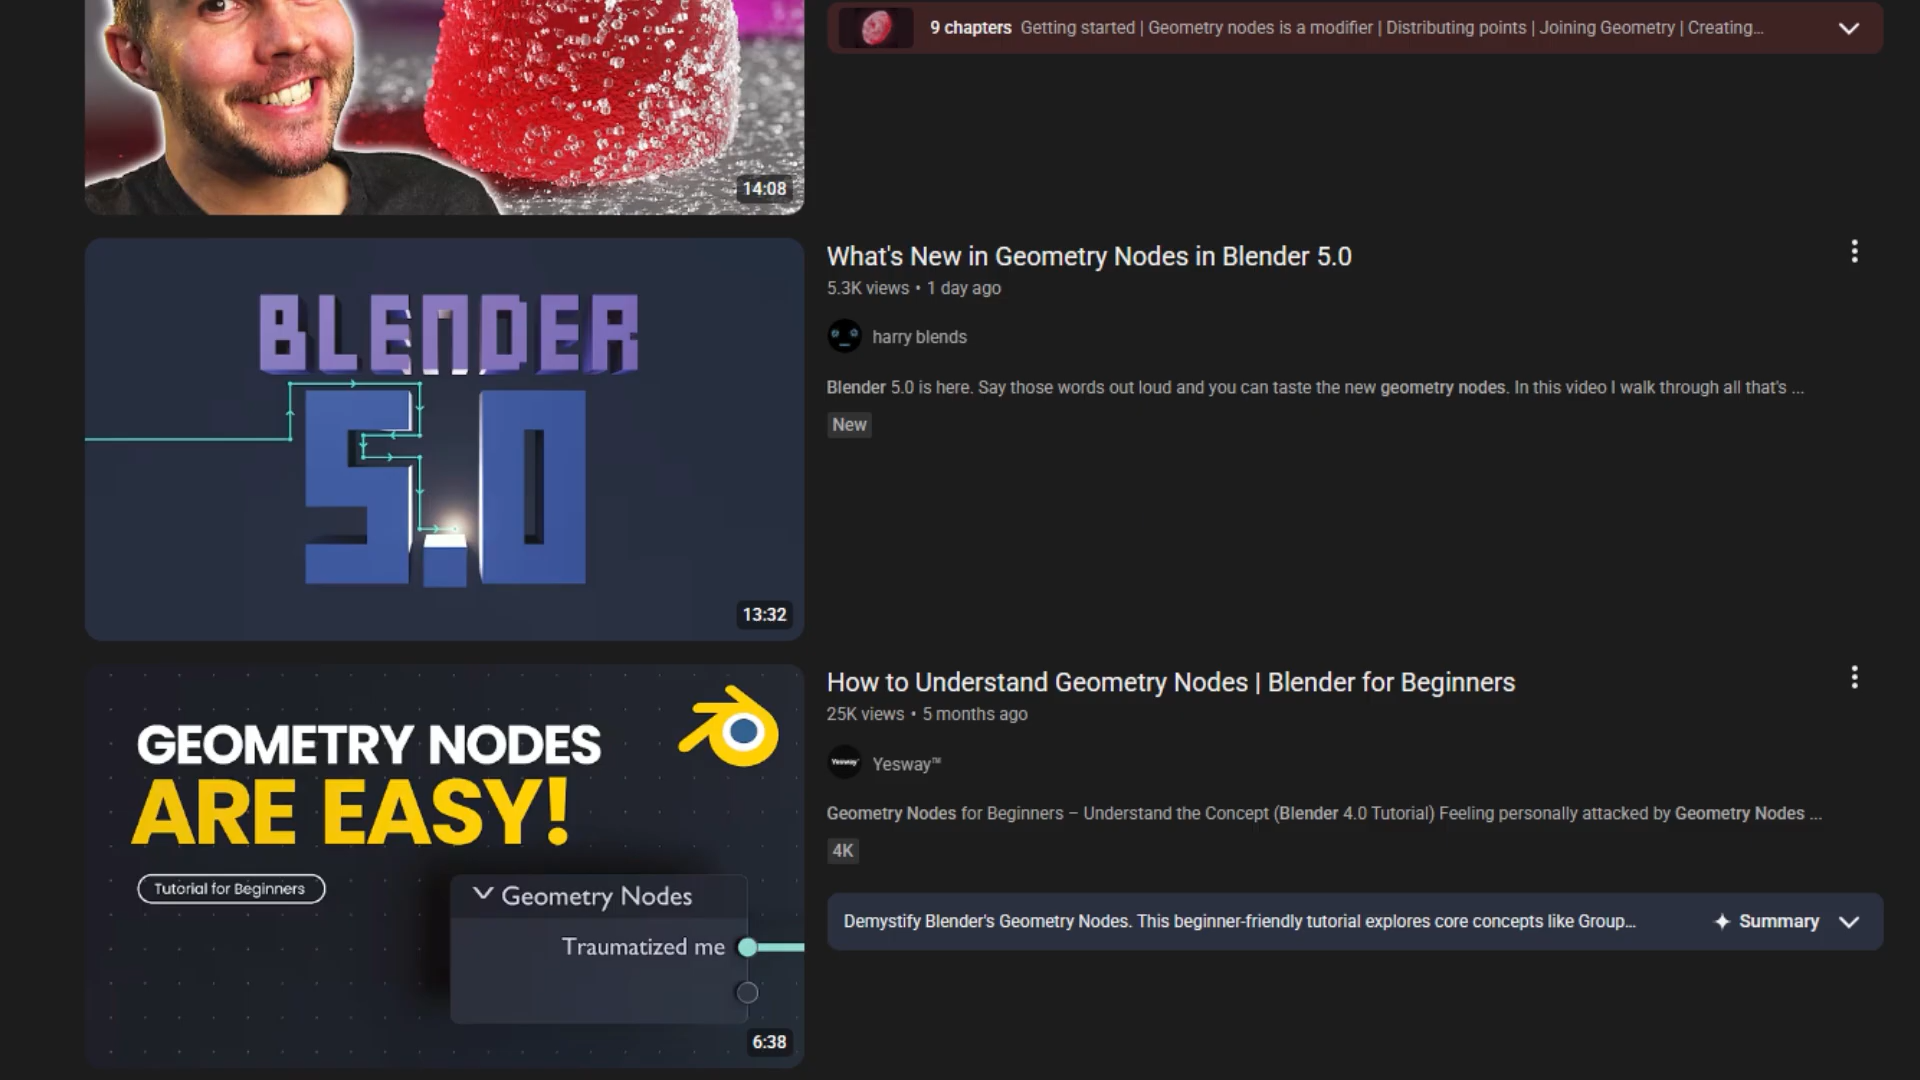 9 chapters Getting started | Geometry nodes is a modifier | Distributing points | Joining Geometry | Creating...
14:08
BLENDER
5.0
13:32
What's New in Geometry Nodes in Blender 5.0
5.3K views • 1 day ago
harry blends
Blender 5.0 is here. Say those words out loud and you can taste the new geometry nodes. In this video I walk through all that's ...
New
GEOMETRY NODES
ARE EASY!
Tutorial for Beginners
Geometry Nodes
Traumatized me
6:38
How to Understand Geometry Nodes | Blender for Beginners
25K views • 5 months ago
Yesway™
Yesway™
Geometry Nodes for Beginners – Understand the Concept (Blender 4.0 Tutorial) Feeling personally attacked by Geometry Nodes ...
4K
Demystify Blender's Geometry Nodes. This beginner-friendly tutorial explores core concepts like Group... Summary